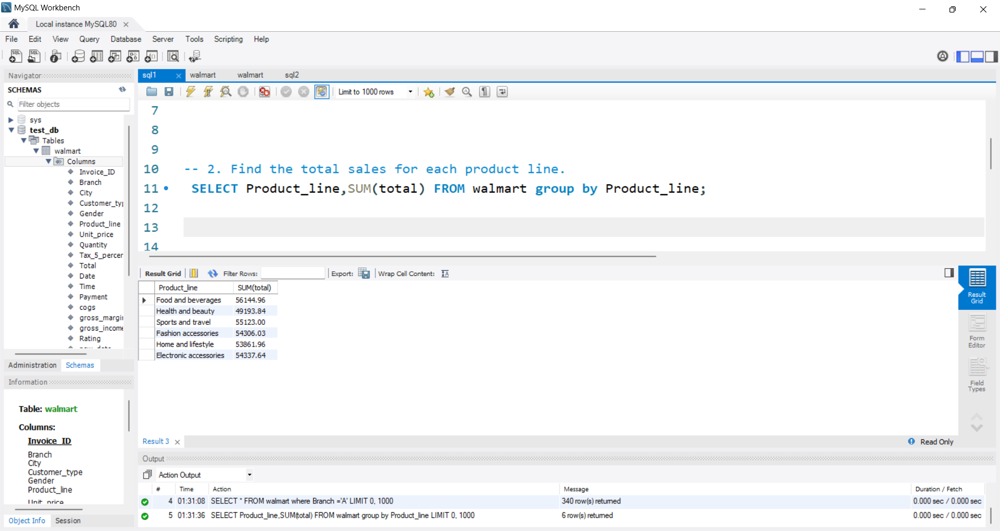 MySQL Workbench
Local instance MySQL80
File Edit View Query Database Server Tools Scripting Help
Navigator
SCHEMAS
Filter objects
sys
test_db
Tables
walmart
Columns
Invoice_ID
Branch
City
Customer_typ
Gender
Product_line
Unit_price
Quantity
Tax_5_percer
Total
Date
Time
Payment
cogs
gross_margi
gross_income
Rating
Administration Schemas
Information
Table: walmart
Columns:
Invoice_ID
Branch
City
Customer_type
Gender
Product_line
Unit_price
Object Info Session
sql1 walmart walmart sql2
Limit to 1000 rows
7
8
9
10 -- 2. Find the total sales for each product line.
11 SELECT Product_line,SUM(total) FROM walmart group by Product_line;
12
13
14
Result Grid Filter Rows: Export: Wrap Cell Content:
Product_line SUM(total)
Food and beverages 56144.96
Health and beauty 49193.84
Sports and travel 55123.00
Fashion accessories 54306.03
Home and lifestyle 53861.96
Electronic accessories 54337.64
Result
Grid
Form
Editor
Field
Types
Result 3
Read Only
Output
Action Output
# Time Action Message Duration / Fetch
4 01:31:08 SELECT * FROM walmart where Branch ='A' LIMIT 0, 1000 340 row(s) returned 0.000 sec / 0.000 sec
5 01:31:36 SELECT Product_line,SUM(total) FROM walmart group by Product_line LIMIT 0, 1000 6 row(s) returned 0.000 sec / 0.000 sec